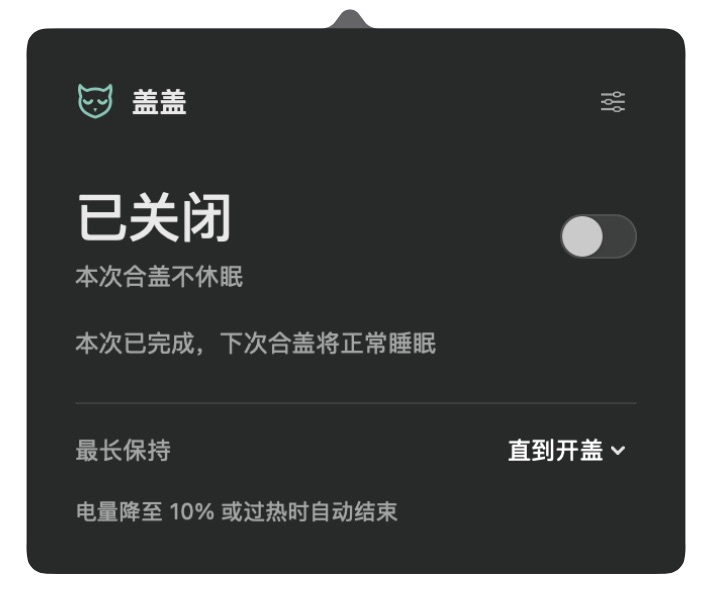 盖盖
已关闭
本次合盖不休眠
本次已完成，下次合盖将正常睡眠
最长保持
直到开盖
电量降至 10% 或过热时自动结束